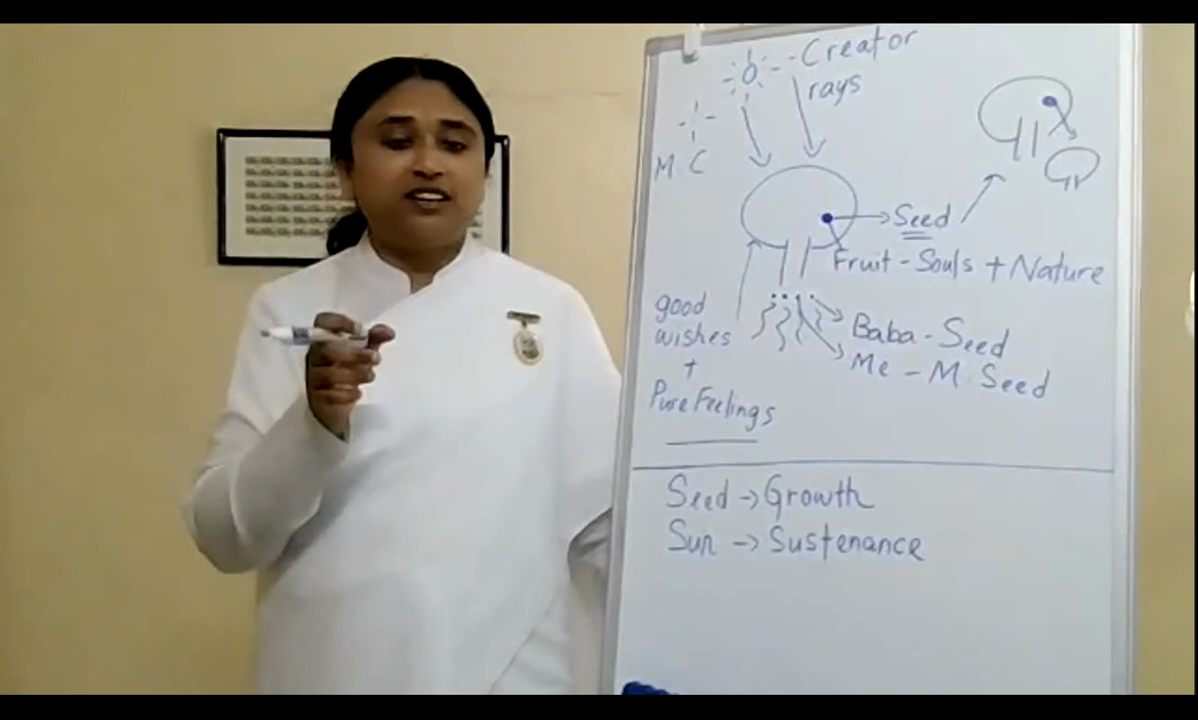 Creator
rays
M. C
Seed
Fruit - Souls + Nature
good
wishes
+
Pure Feelings
Baba - Seed
Me - M. Seed
Seed → Growth
Sun → Sustenance